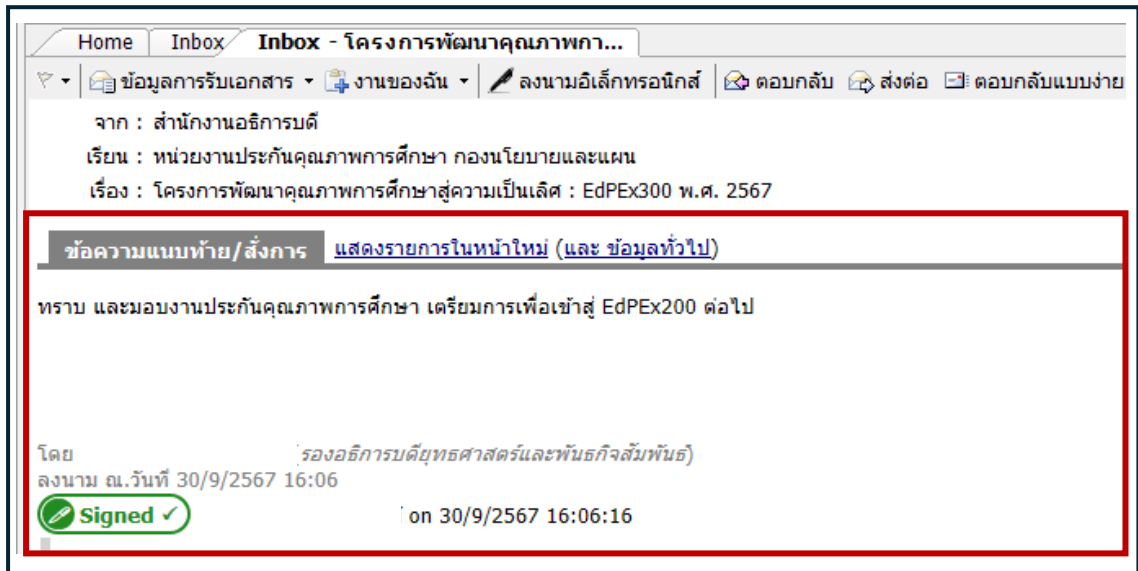 Home Inbox Inbox - โครงการพัฒนาคุณภาพกา...
ข้อมูลการรับเอกสาร งานของฉัน ลงนามอิเล็กทรอนิกส์ ตอบกลับ ส่งต่อ ตอบกลับแบบง่าย
จาก : สำนักงานอธิการบดี
เรียน : หน่วยงานประกันคุณภาพการศึกษา กองนโยบายและแผน
เรื่อง : โครงการพัฒนาคุณภาพการศึกษาสู่ความเป็นเลิศ : EdPEx300 พ.ศ. 2567
ข้อความแนบท้าย/สั่งการ แสดงรายการในหน้าใหม่ (และ ข้อมูลทั่วไป)
ทราบ และมอบงานประกันคุณภาพการศึกษา เตรียมการเพื่อเข้าสู่ EdPEx200 ต่อไป
โดย รองอธิการบดียุทธศาสตร์และพันธกิจสัมพันธ์)
ลงนาม ณ.วันที่ 30/9/2567 16:06
Signed ✓ on 30/9/2567 16:06:16